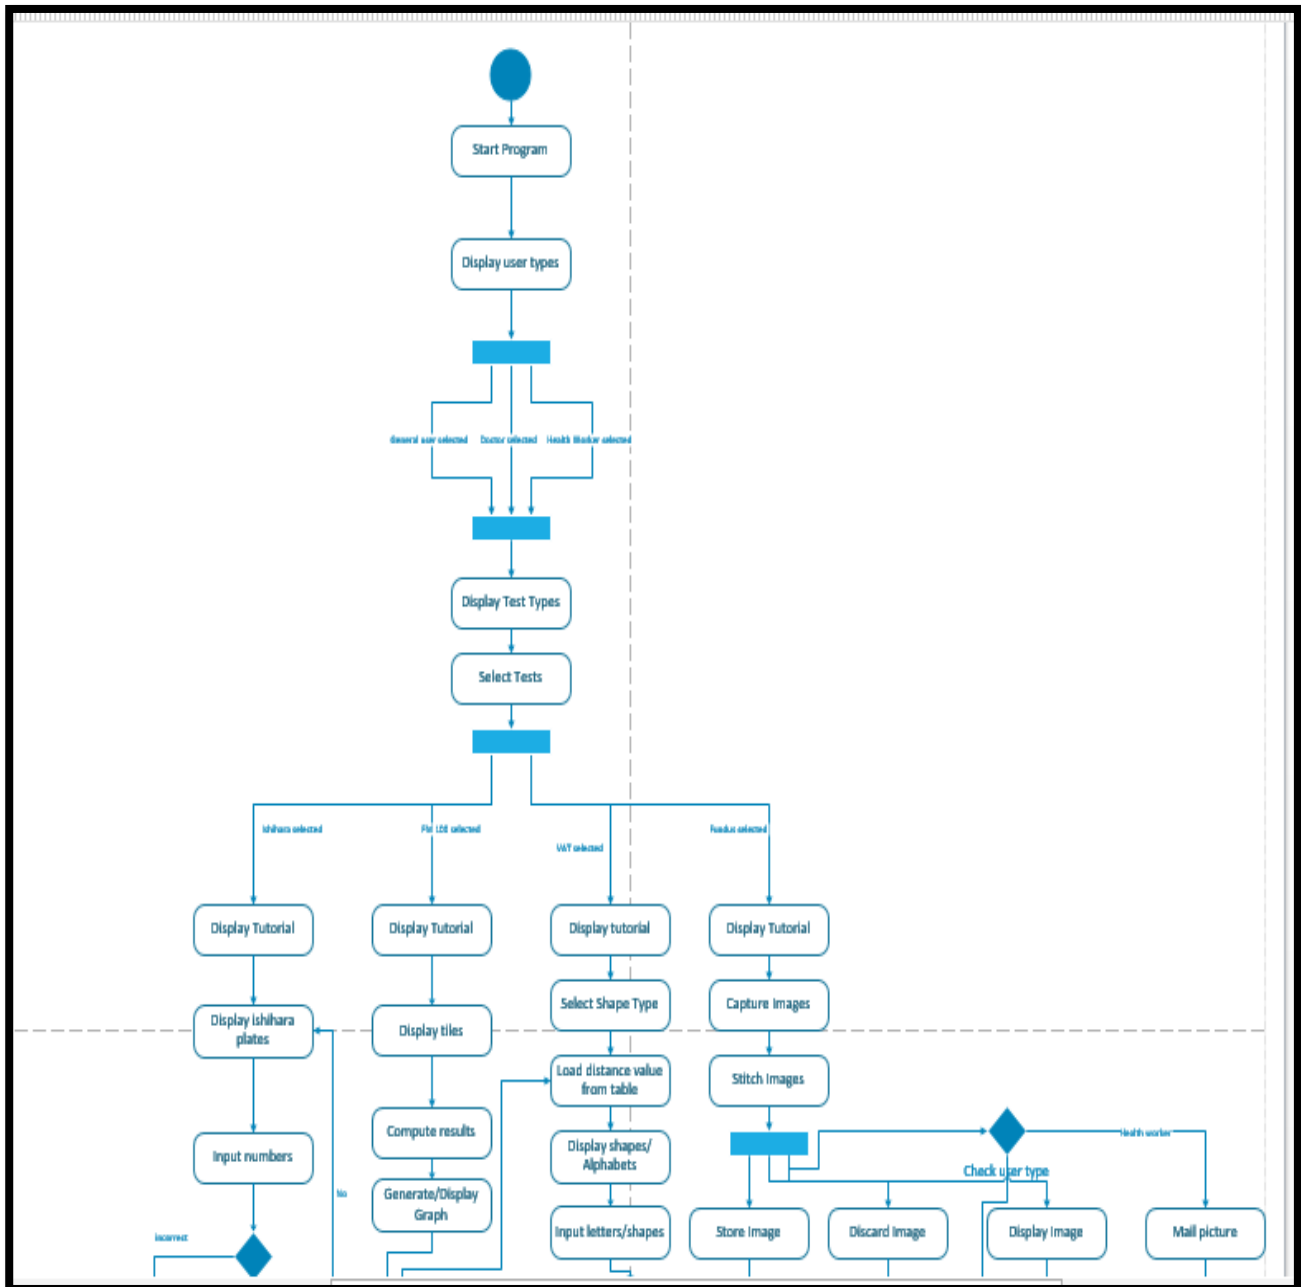 Start Program
Display user types
General user selected
Doctor selected
Health Worker selected
Display Test Types
Select Tests
Ishihara selected
FM 100 selected
VAT selected
Fundus selected
Display Tutorial
Display Tutorial
Display tutorial
Display Tutorial
Select Shape Type
Capture Images
Display ishihara
plates
Display tiles
Load distance value
from table
Stitch Images
Compute results
Health worker
Input numbers
Display shapes/
Alphabets
Check user type
No
Generate/Display
Graph
Input letters/shapes
Store Image
Discard Image
Display Image
Mail picture
incorrect